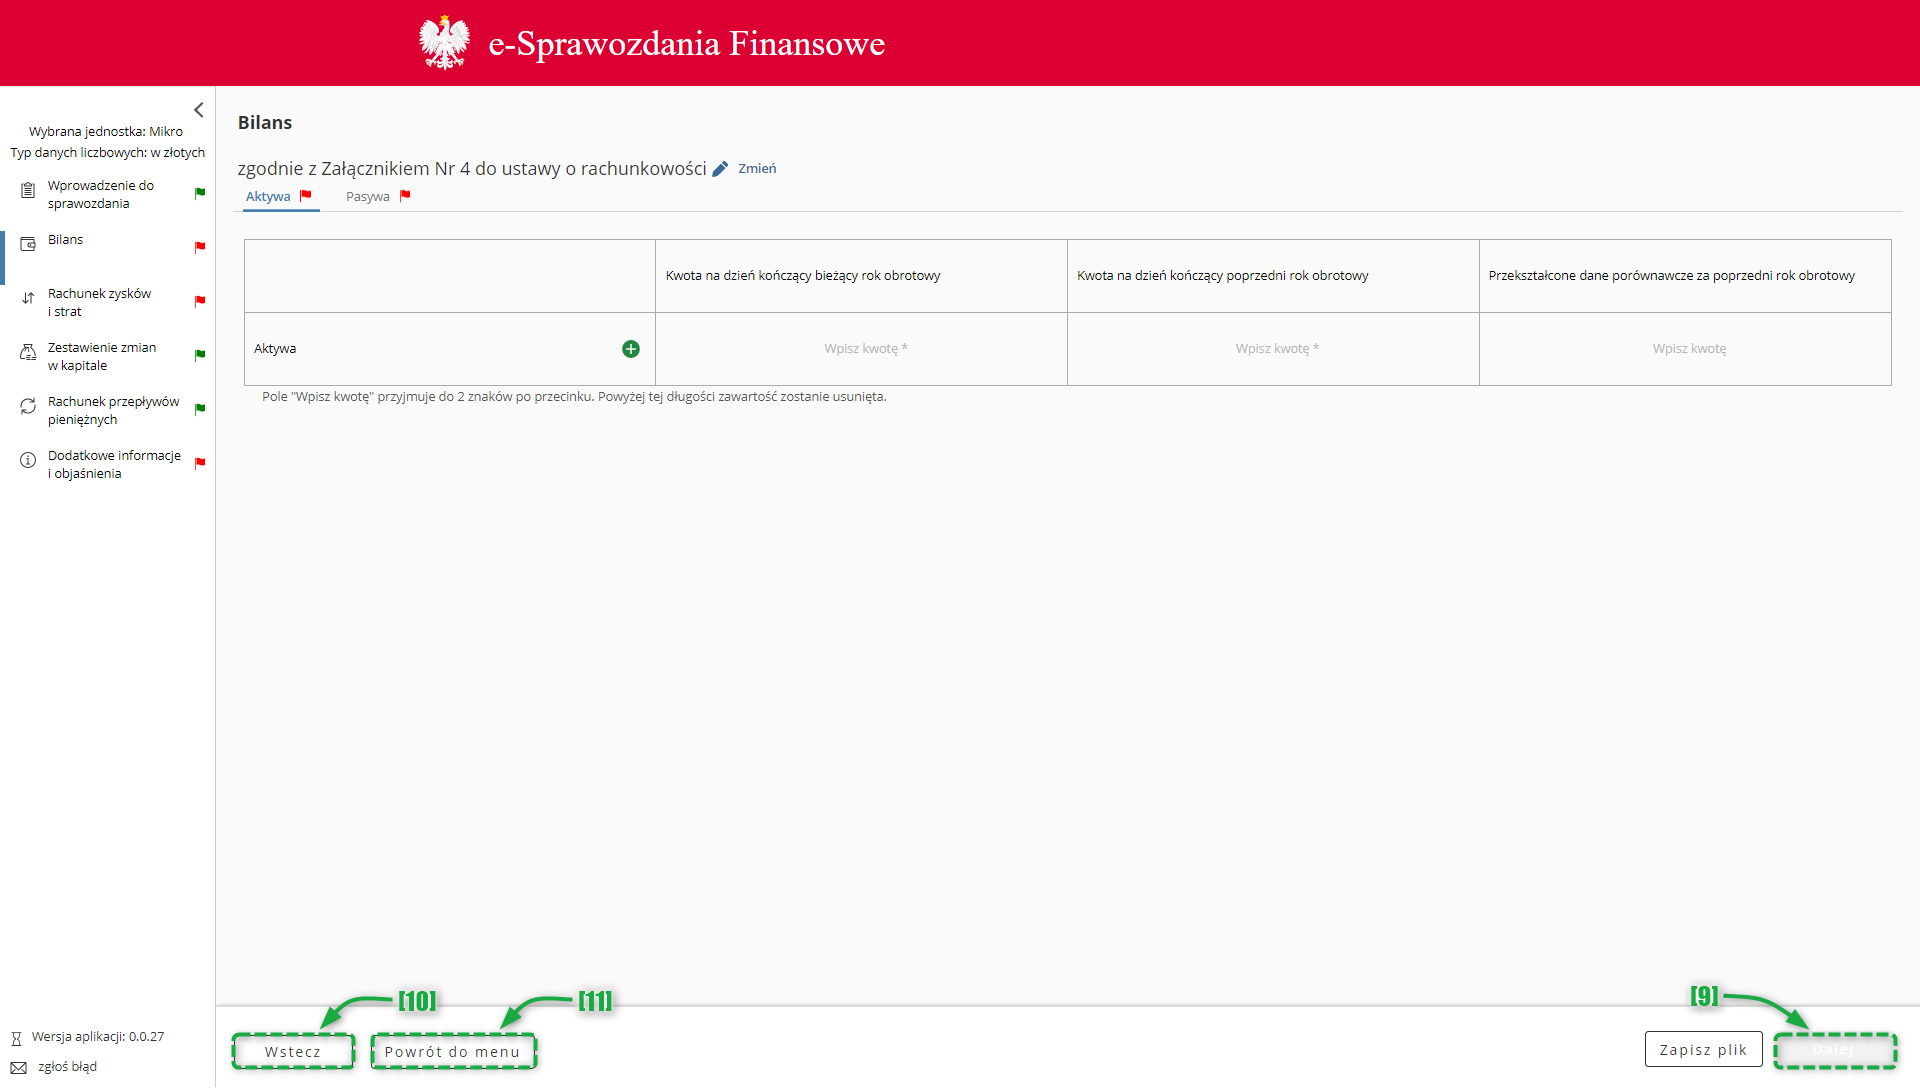 e-Sprawozdania Finansowe
Wybrana jednostka: Mikro
Typ danych liczbowych: w złotych
Wprowadzenie do
sprawozdania
Bilans
Rachunek zysków
i strat
Zestawienie zmian
w kapitale
Rachunek przepływów
pieniężnych
Dodatkowe informacje
i objaśnienia
Wersja aplikacji: 0.0.27
zgłoś błąd
Bilans
zgodnie z Załącznikiem Nr 4 do ustawy o rachunkowości Zmień
Aktywa Pasywa
Kwota na dzień kończący bieżący rok obrotowy Kwota na dzień kończący poprzedni rok obrotowy Przekształcone dane porównawcze za poprzedni rok obrotowy
Aktywa Wpisz kwotę * Wpisz kwotę * Wpisz kwotę
Pole "Wpisz kwotę" przyjmuje do 2 znaków po przecinku. Powyżej tej długości zawartość zostanie usunięta.
[10] [11] [9]
Wstecz Powrót do menu Zapisz plik Dalej